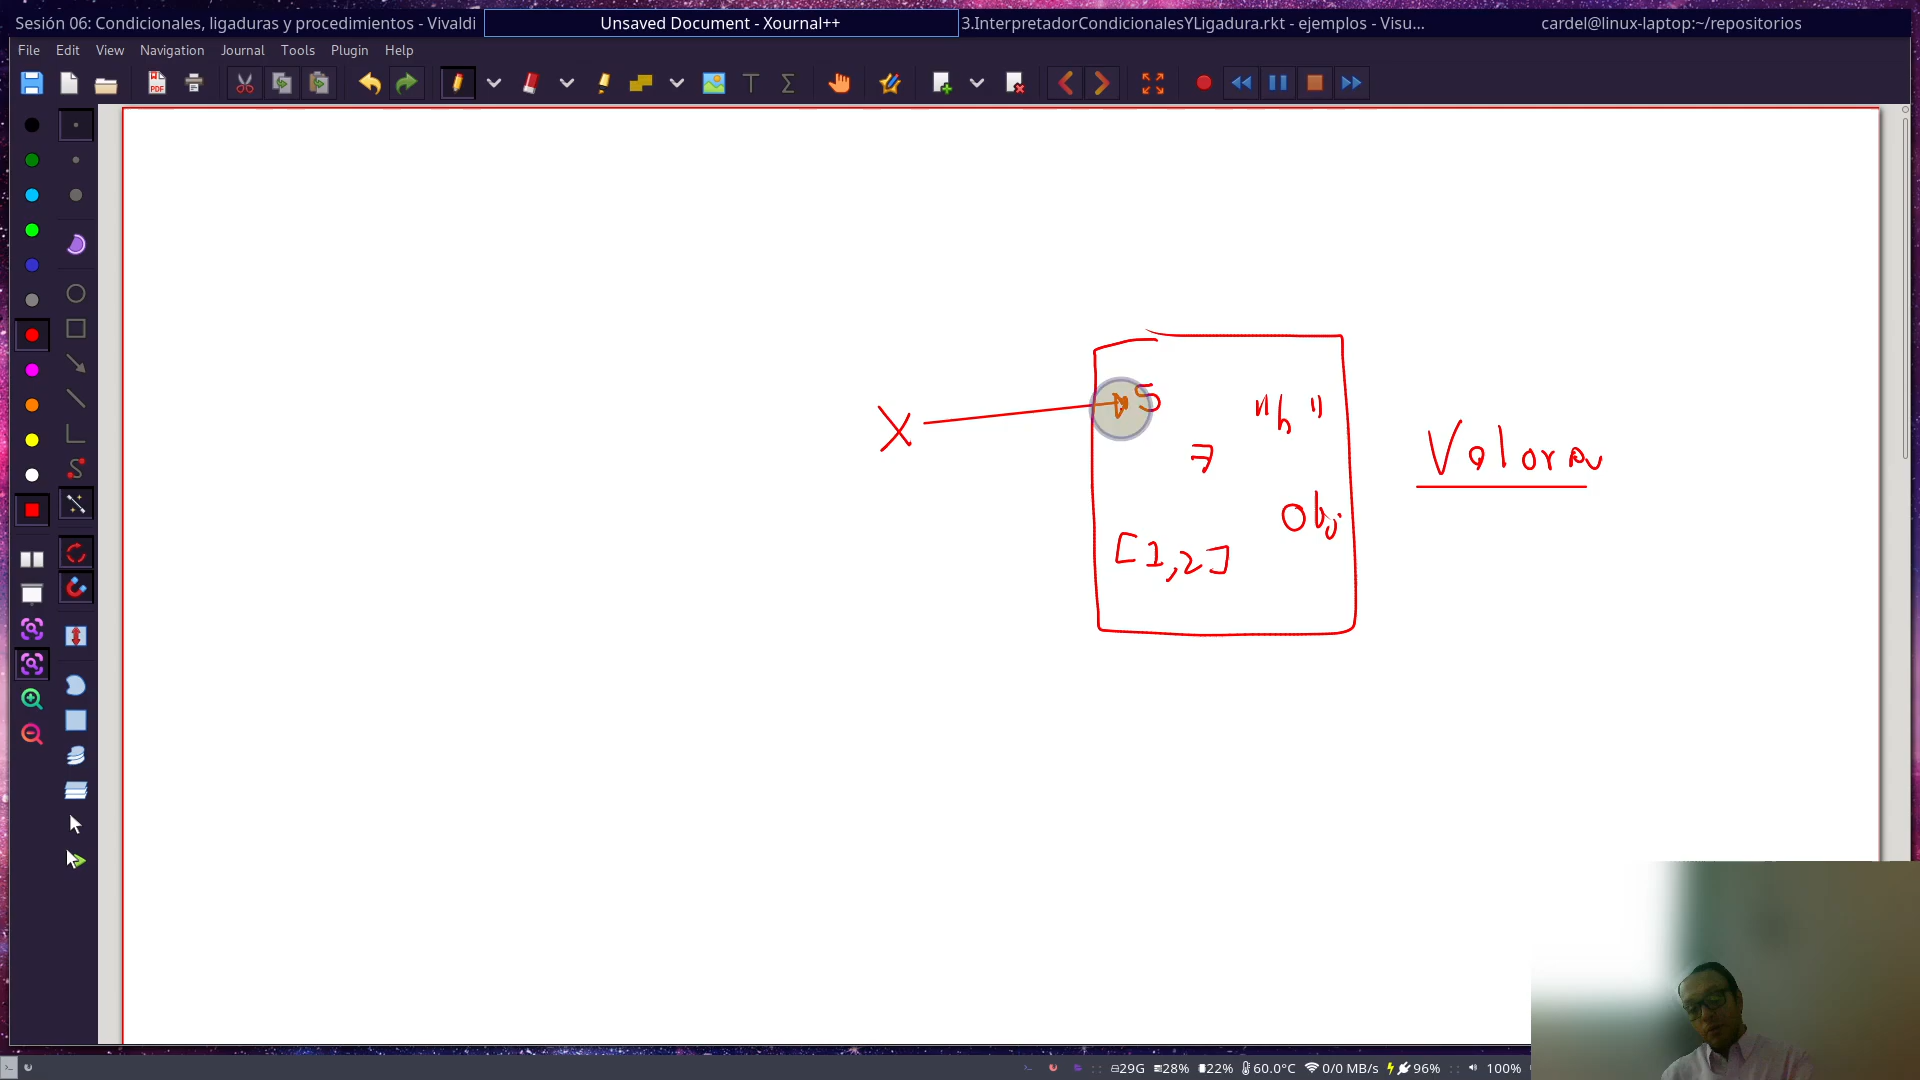 Sesión 06: Condicionales, ligaduras y procedimientos - Vivaldi
Unsaved Document - Xournal++
3.InterpretadorCondicionalesYLigadura.rkt - ejemplos - Visu...
cardel@linux-laptop:~/repositorios
File Edit View Navigation Journal Tools Plugin Help
X
5
"h"
7
Obj
[1,2]
Valores
29G 28% 22% 60.0°C 0/0 MB/s 96% 100%